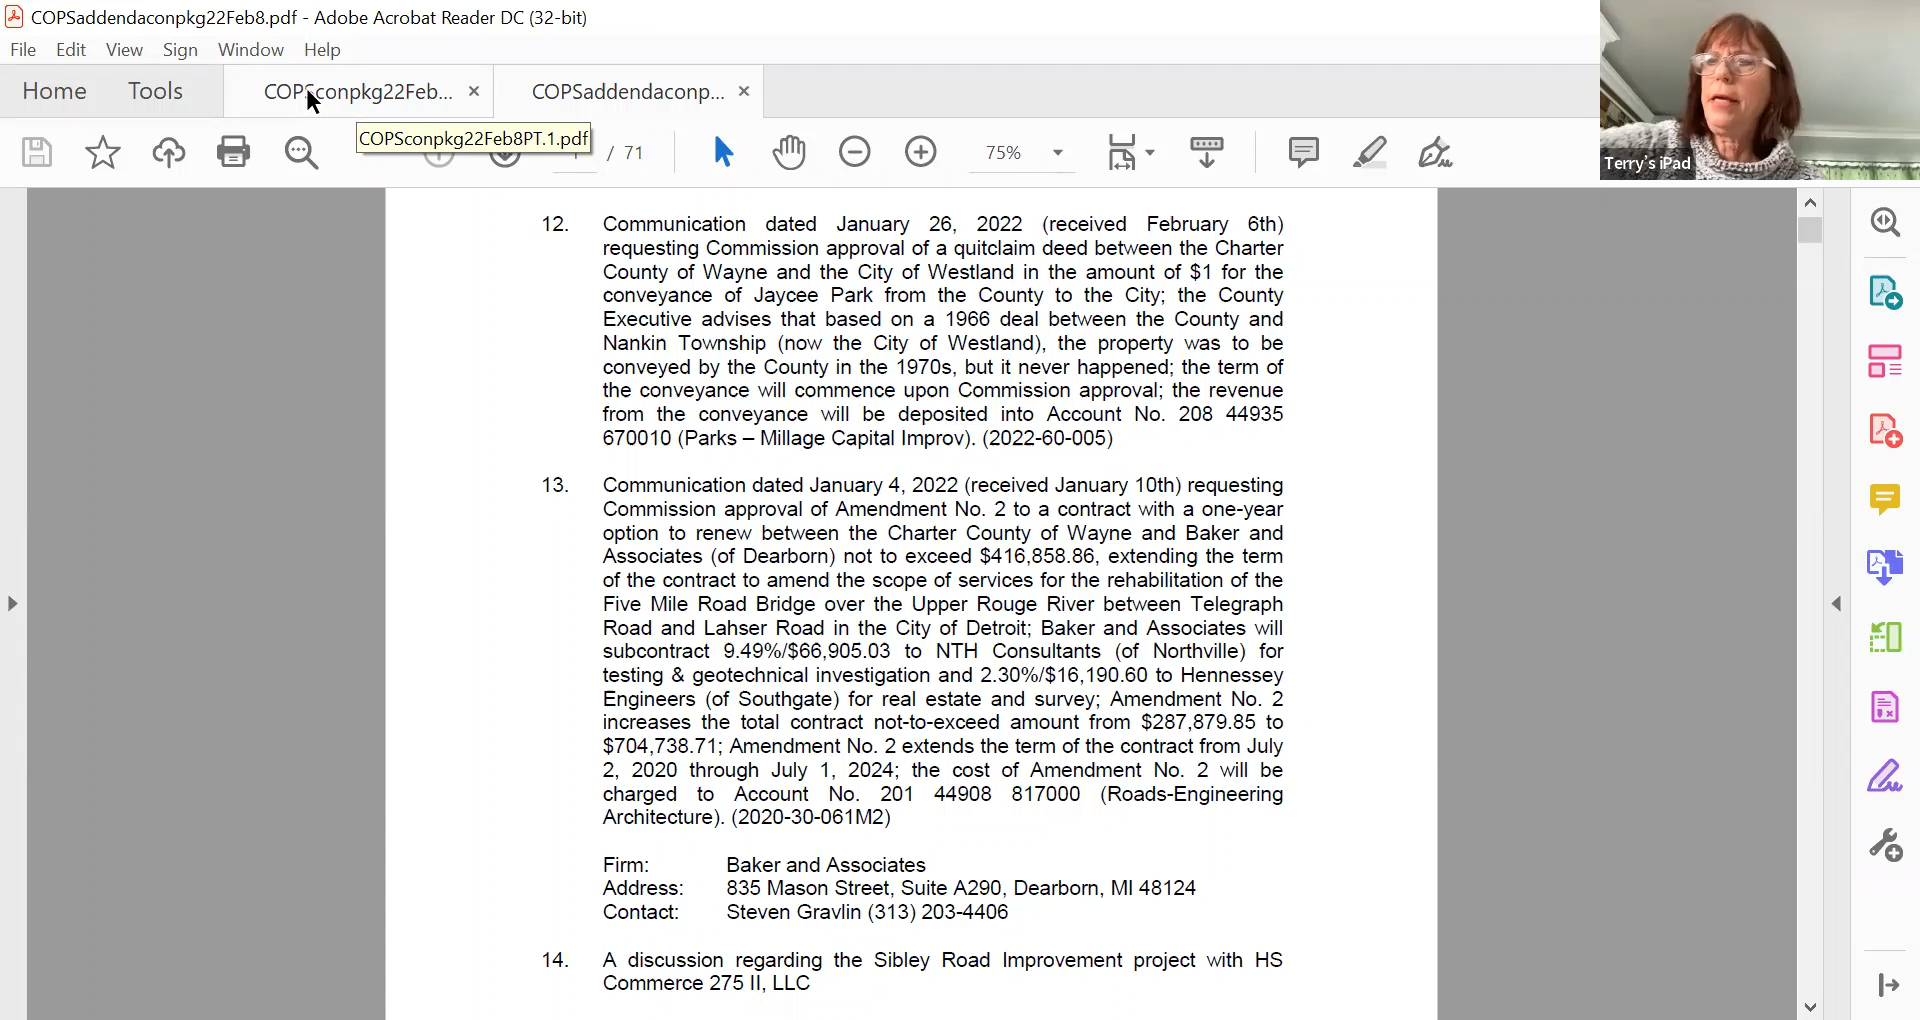 COPSaddendaconpkg22Feb8.pdf - Adobe Acrobat Reader DC (32-bit)
File Edit View Sign Window Help
Home Tools COPSconpkg22Feb... × COPSaddendaconp... ×
COPSconpkg22Feb8PT.1.pdf
/ 71
75%
Terry's iPad
12. Communication dated January 26, 2022 (received February 6th)
requesting Commission approval of a quitclaim deed between the Charter
County of Wayne and the City of Westland in the amount of $1 for the
conveyance of Jaycee Park from the County to the City; the County
Executive advises that based on a 1966 deal between the County and
Nankin Township (now the City of Westland), the property was to be
conveyed by the County in the 1970s, but it never happened; the term of
the conveyance will commence upon Commission approval; the revenue
from the conveyance will be deposited into Account No. 208 44935
670010 (Parks – Millage Capital Improv). (2022-60-005)
13. Communication dated January 4, 2022 (received January 10th) requesting
Commission approval of Amendment No. 2 to a contract with a one-year
option to renew between the Charter County of Wayne and Baker and
Associates (of Dearborn) not to exceed $416,858.86, extending the term
of the contract to amend the scope of services for the rehabilitation of the
Five Mile Road Bridge over the Upper Rouge River between Telegraph
Road and Lahser Road in the City of Detroit; Baker and Associates will
subcontract 9.49%/$66,905.03 to NTH Consultants (of Northville) for
testing & geotechnical investigation and 2.30%/$16,190.60 to Hennessey
Engineers (of Southgate) for real estate and survey; Amendment No. 2
increases the total contract not-to-exceed amount from $287,879.85 to
$704,738.71; Amendment No. 2 extends the term of the contract from July
2, 2020 through July 1, 2024; the cost of Amendment No. 2 will be
charged to Account No. 201 44908 817000 (Roads-Engineering
Architecture). (2020-30-061M2)
Firm: Baker and Associates
Address: 835 Mason Street, Suite A290, Dearborn, MI 48124
Contact: Steven Gravlin (313) 203-4406
14. A discussion regarding the Sibley Road Improvement project with HS
Commerce 275 II, LLC